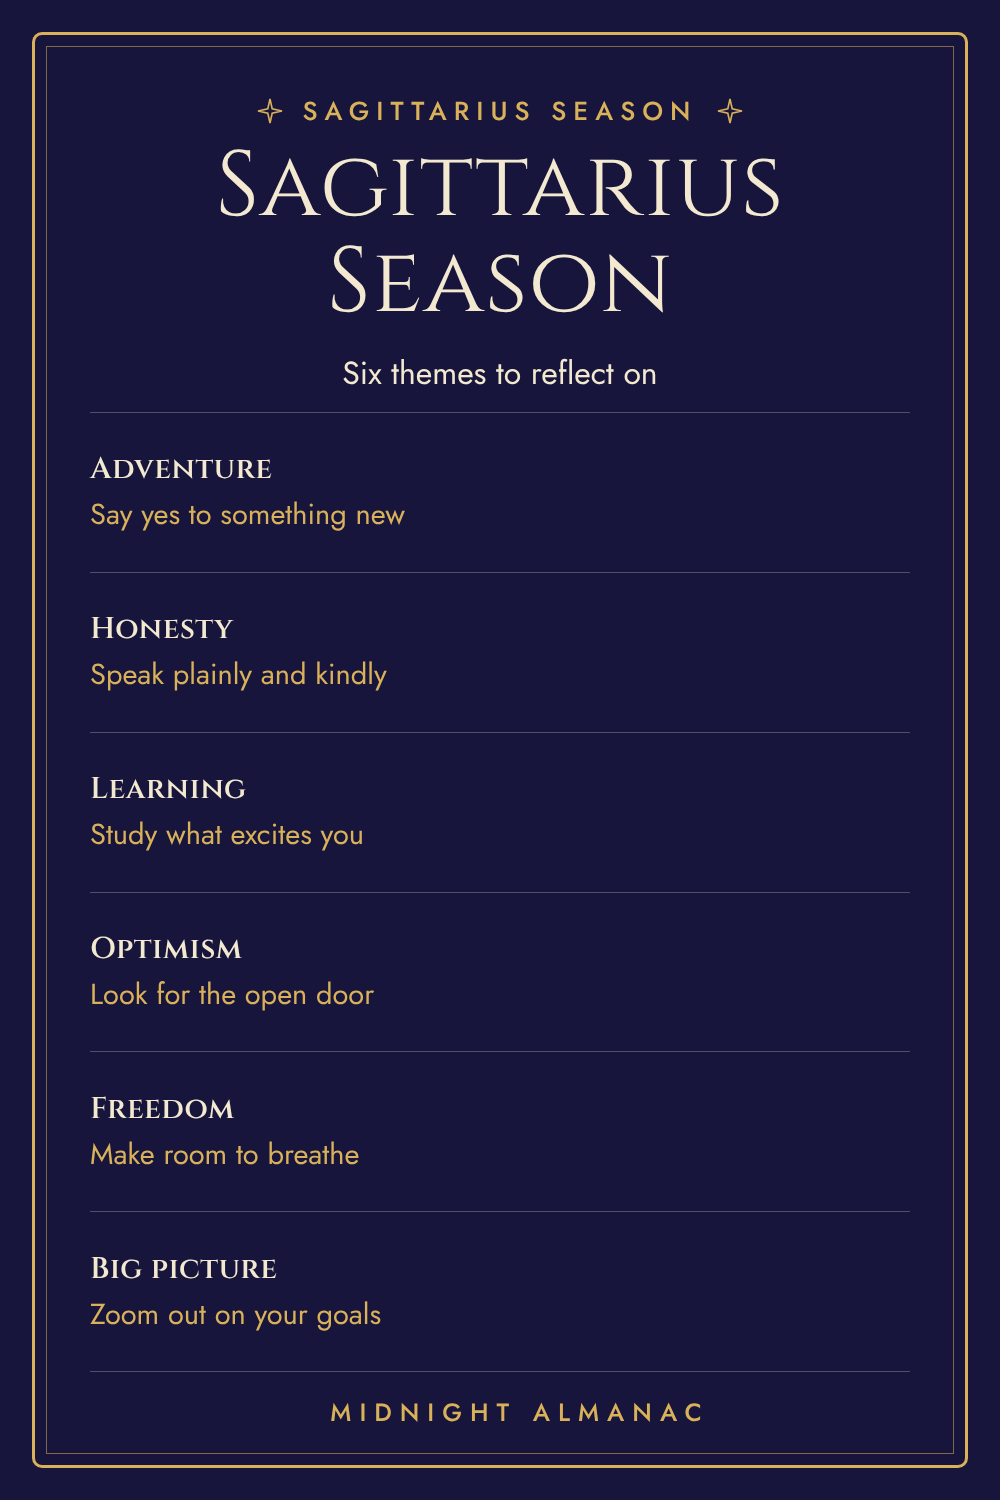 SAGITTARIUS SEASON
Sagittarius
Season
Six themes to reflect on
Adventure
Say yes to something new
Honesty
Speak plainly and kindly
Learning
Study what excites you
Optimism
Look for the open door
Freedom
Make room to breathe
Big picture
Zoom out on your goals
MIDNIGHT ALMANAC